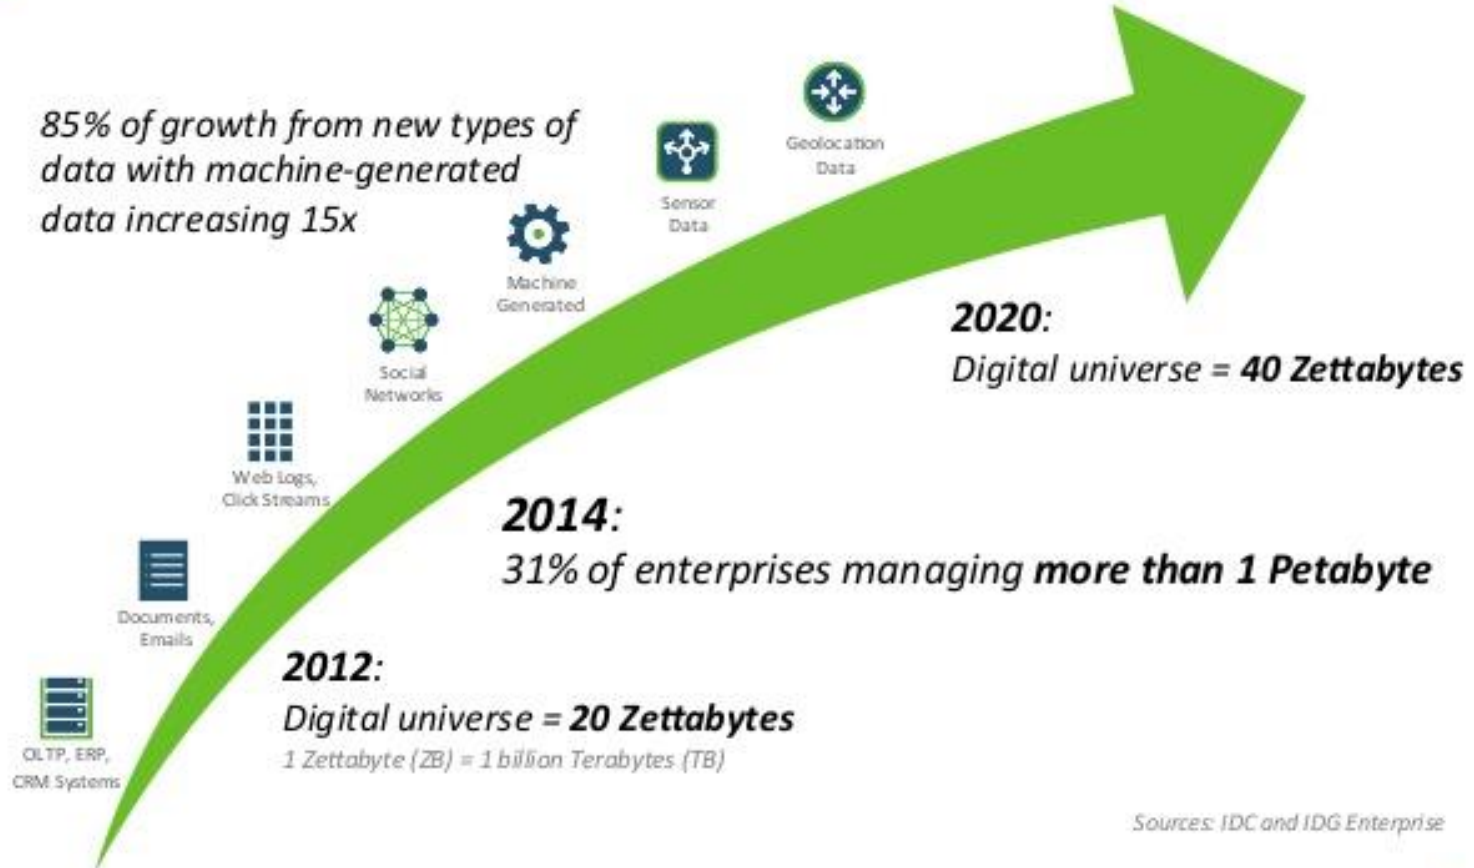 85% of growth from new types of
data with machine-generated
data increasing 15x
Geolocation
Data
Sensor
Data
Machine
Generated
Social
Networks
Web Logs,
Click Streams
Documents,
Emails
OLTP, ERP,
CRM Systems
2020:
Digital universe = 40 Zettabytes
2014:
31% of enterprises managing more than 1 Petabyte
2012:
Digital universe = 20 Zettabytes
1 Zettabyte (ZB) = 1 billion Terabytes (TB)
Sources: IDC and IDG Enterprise